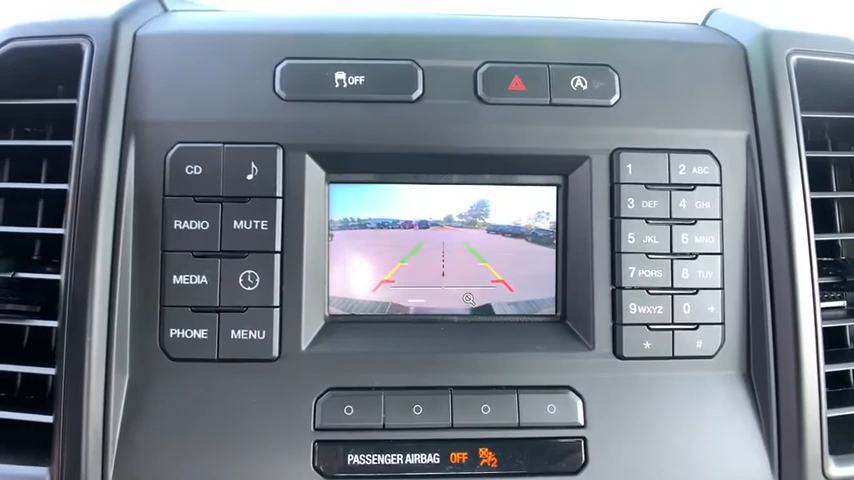 OFF
A
CD
RADIO MUTE
MEDIA
PHONE MENU
1 2 ABC
3 DEF 4 GHI
5 JKL 6 MNO
7 PQRS 8 TUV
9 WXYZ 0 +
* #
PASSENGER AIRBAG OFF 2